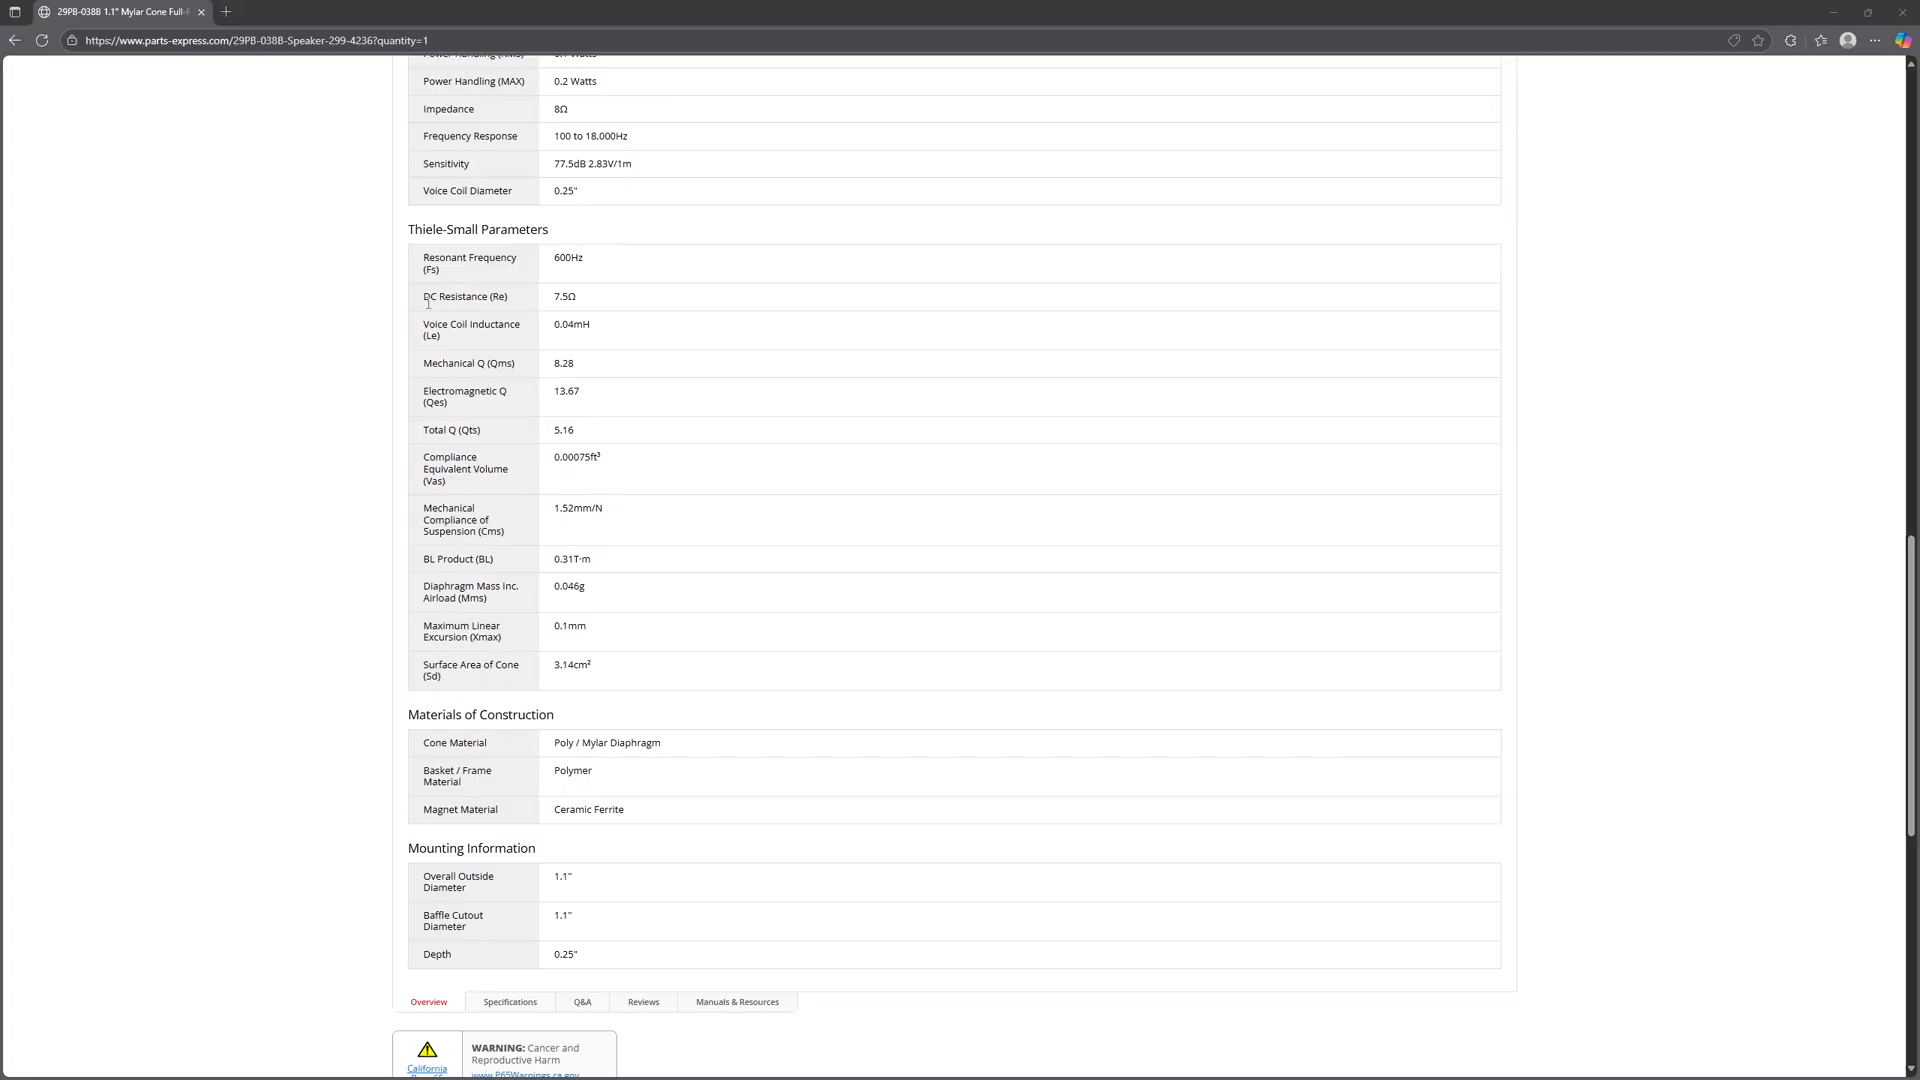 29PB-038B 1.1" Mylar Cone Full-R
https://www.parts-express.com/29PB-038B-Speaker-299-4236?quantity=1
Power Handling (MAX) 0.2 Watts
Impedance 8Ω
Frequency Response 100 to 18,000Hz
Sensitivity 77.5dB 2.83V/1m
Voice Coil Diameter 0.25"
Thiele-Small Parameters
Resonant Frequency 600Hz
(Fs)
DC Resistance (Re) 7.5Ω
Voice Coil Inductance 0.04mH
(Le)
Mechanical Q (Qms) 8.28
Electromagnetic Q 13.67
(Qes)
Total Q (Qts) 5.16
Compliance 0.00075ft³
Equivalent Volume
(Vas)
Mechanical 1.52mm/N
Compliance of
Suspension (Cms)
BL Product (BL) 0.31T·m
Diaphragm Mass Inc. 0.046g
Airload (Mms)
Maximum Linear 0.1mm
Excursion (Xmax)
Surface Area of Cone 3.14cm²
(Sd)
Materials of Construction
Cone Material Poly / Mylar Diaphragm
Basket / Frame Polymer
Material
Magnet Material Ceramic Ferrite
Mounting Information
Overall Outside 1.1"
Diameter
Baffle Cutout 1.1"
Diameter
Depth 0.25"
Overview Specifications Q&A Reviews Manuals & Resources
WARNING: Cancer and
Reproductive Harm
California www.P65Warnings.ca.gov